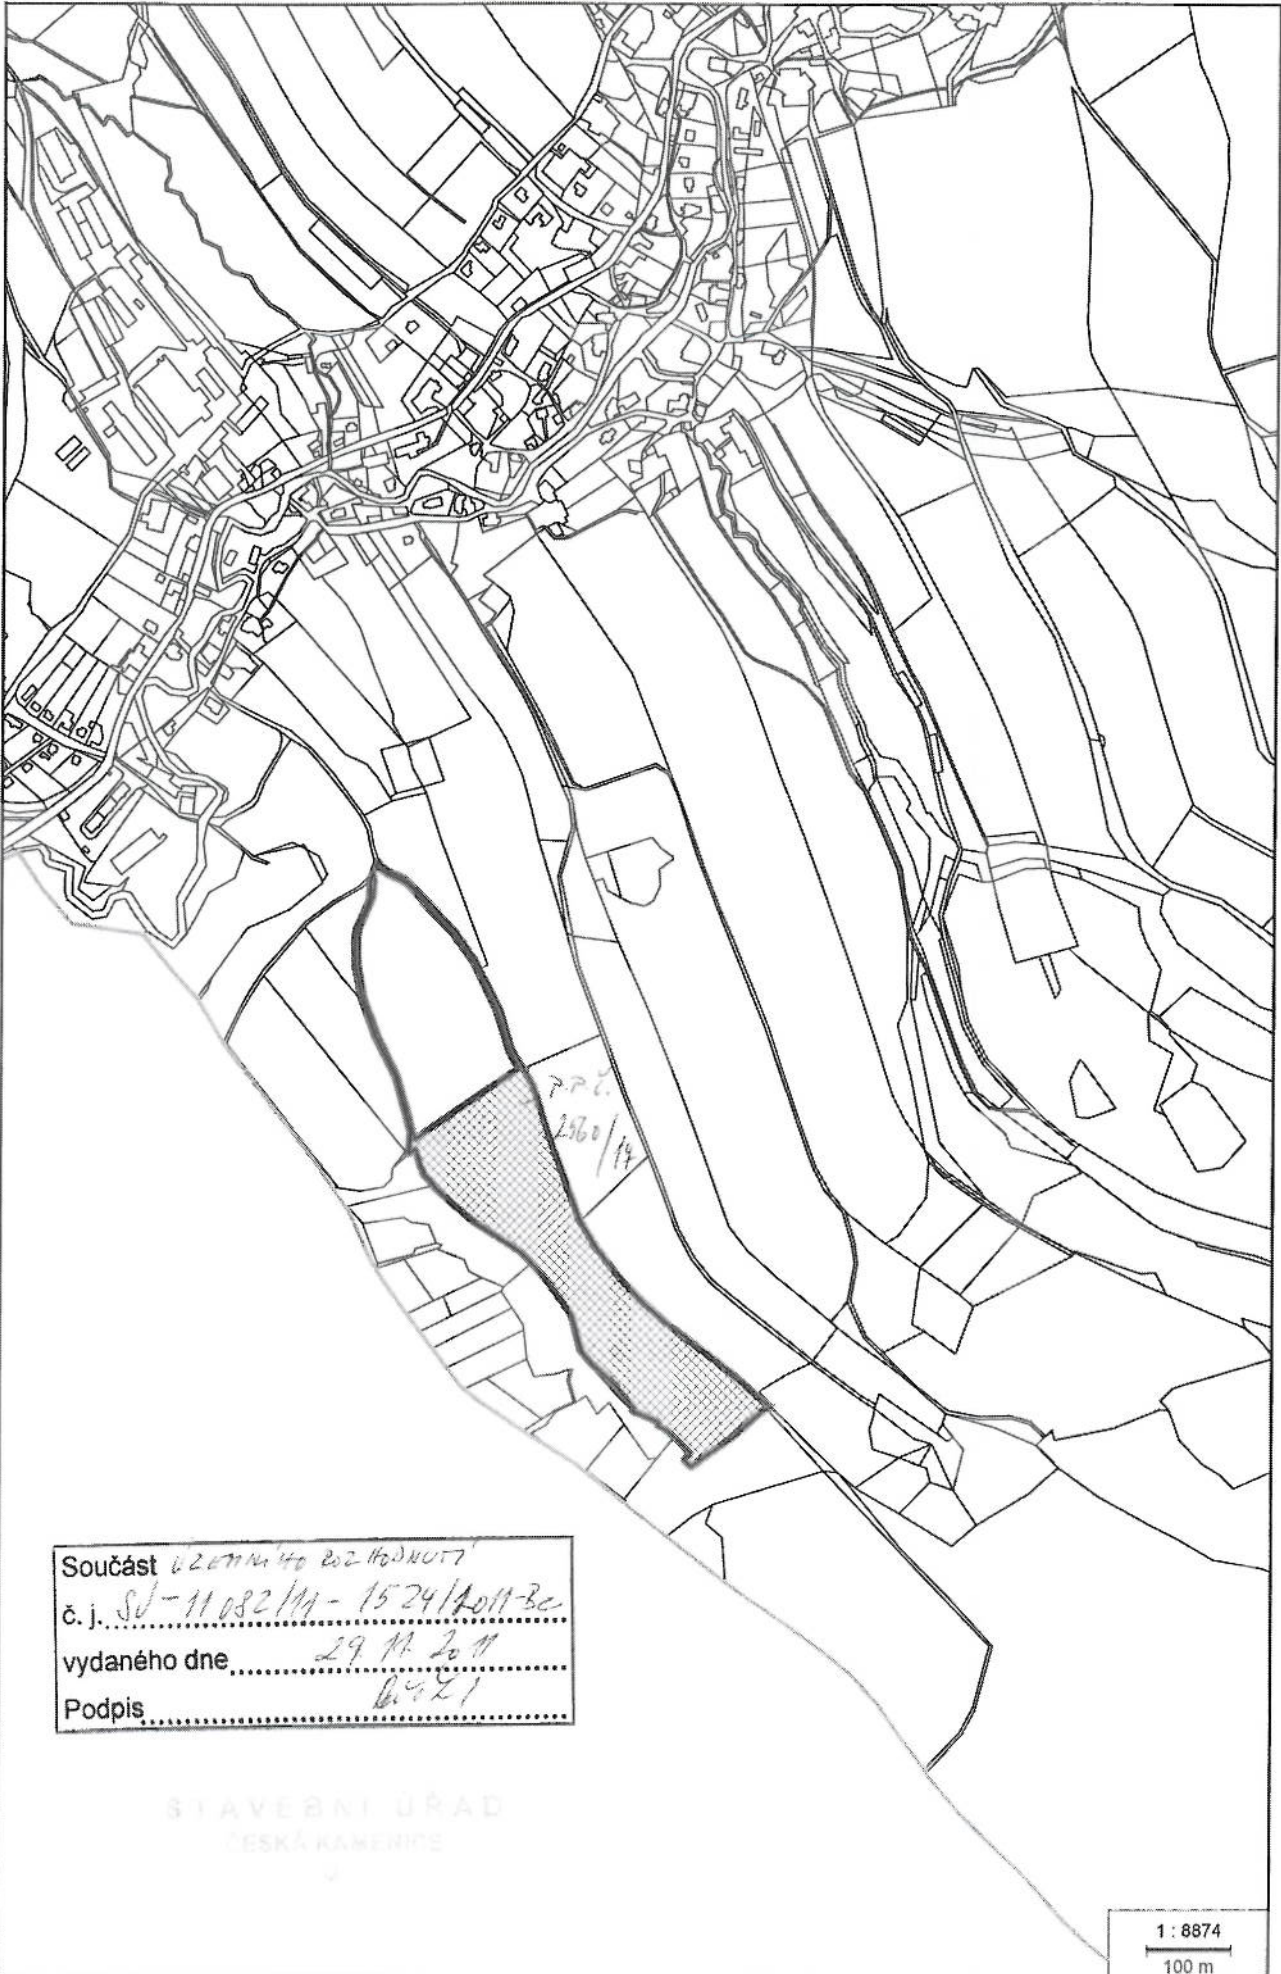 P.P.Č.
2560/17
Součást ÚZEMNÍHO ROZHODNUTÍ
č. j. SÚ-11082/11-1524/2011-Be
vydaného dne 29. 11. 2011
Podpis
STAVEBNÍ ÚŘAD
ČESKÁ KAMENICE
1 : 8874
100 m